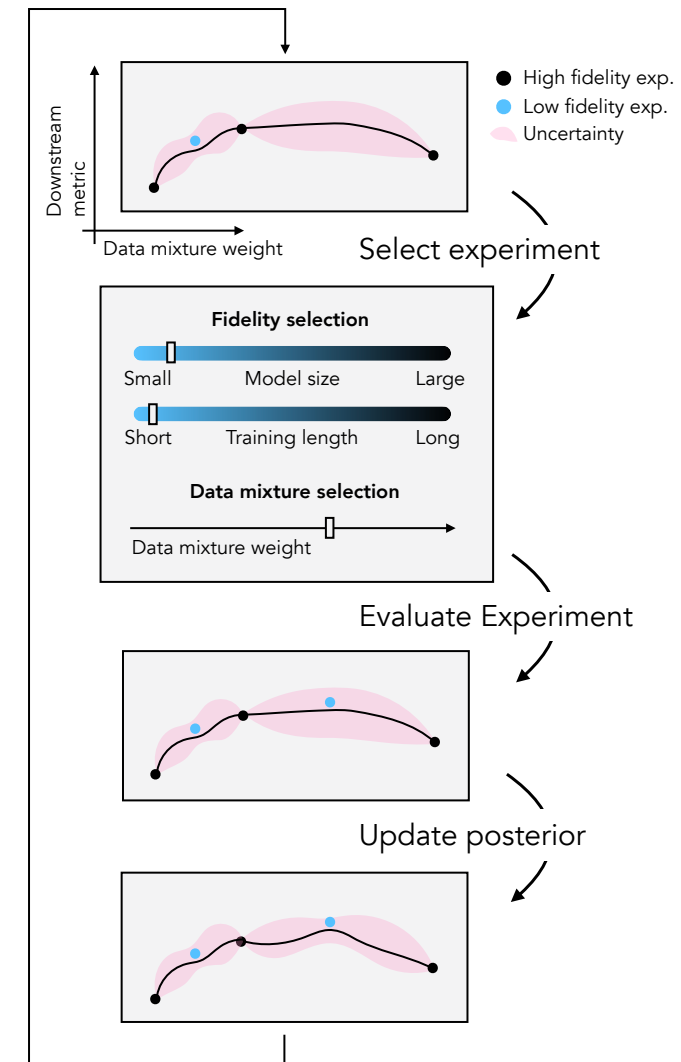 High fidelity exp.
Low fidelity exp.
Uncertainty
Downstream
metric
Data mixture weight
Select experiment
Fidelity selection
Small Model size Large
Short Training length Long
Data mixture selection
Data mixture weight
Evaluate Experiment
Update posterior